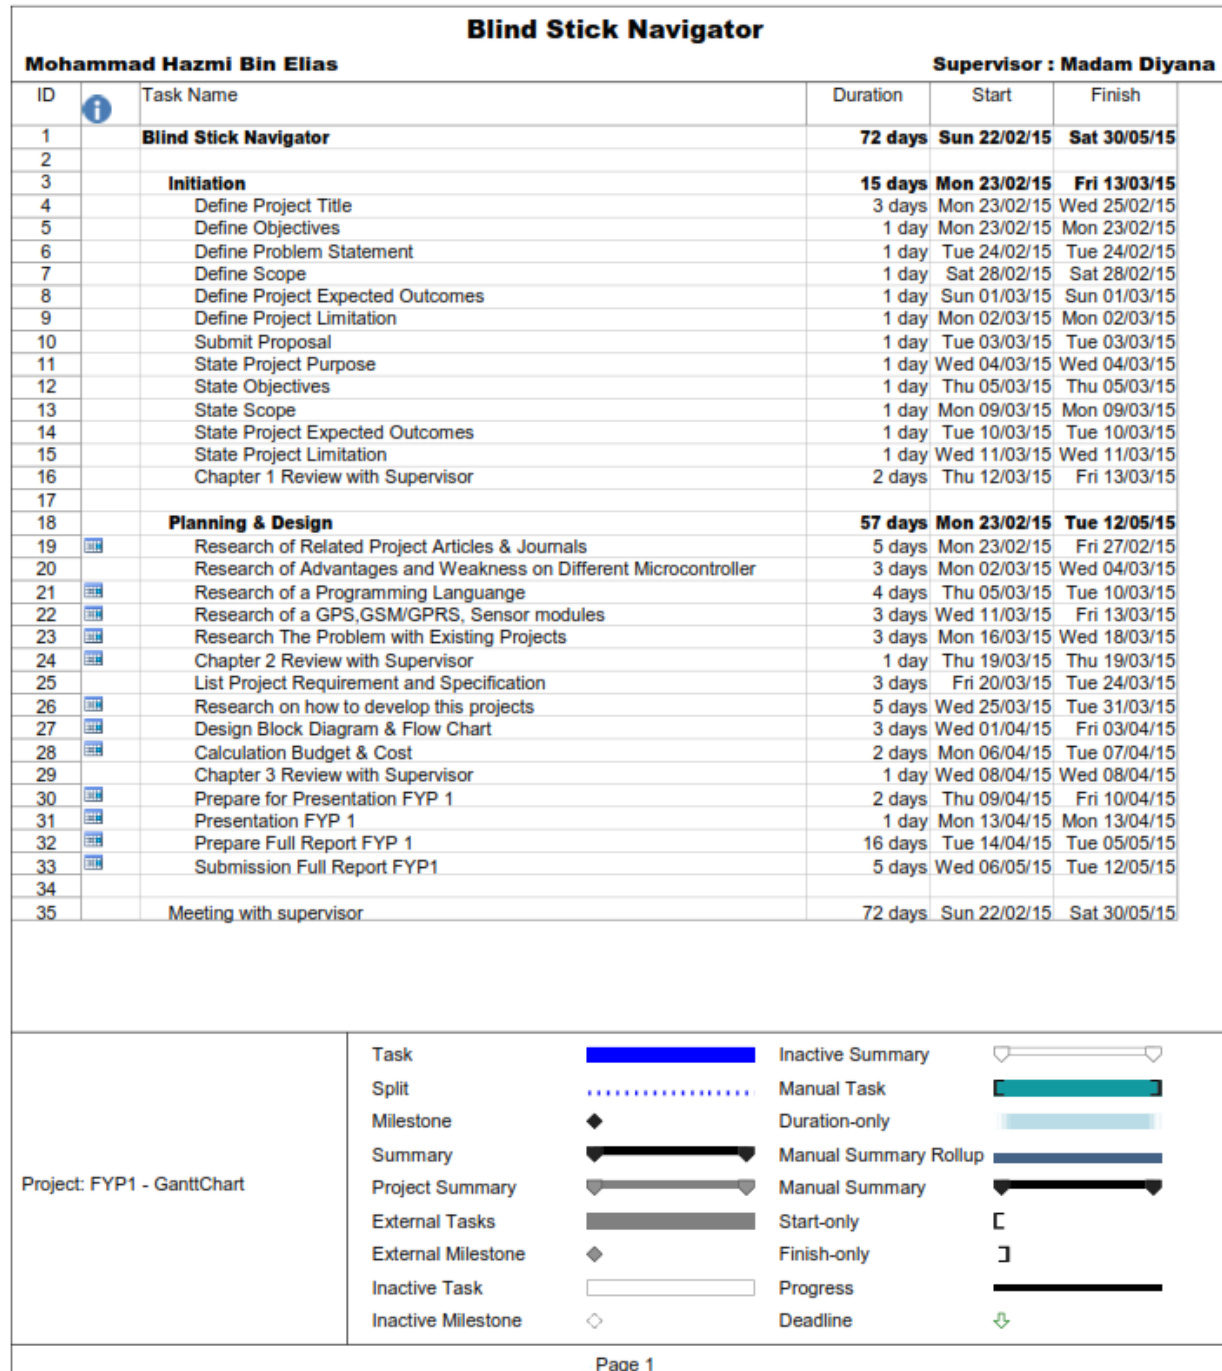 Blind Stick Navigator
Mohammad Hazmi Bin Elias Supervisor : Madam Diyana
ID Task Name Duration Start Finish
1 Blind Stick Navigator 72 days Sun 22/02/15 Sat 30/05/15
2
3 Initiation 15 days Mon 23/02/15 Fri 13/03/15
4 Define Project Title 3 days Mon 23/02/15 Wed 25/02/15
5 Define Objectives 1 day Mon 23/02/15 Mon 23/02/15
6 Define Problem Statement 1 day Tue 24/02/15 Tue 24/02/15
7 Define Scope 1 day Sat 28/02/15 Sat 28/02/15
8 Define Project Expected Outcomes 1 day Sun 01/03/15 Sun 01/03/15
9 Define Project Limitation 1 day Mon 02/03/15 Mon 02/03/15
10 Submit Proposal 1 day Tue 03/03/15 Tue 03/03/15
11 State Project Purpose 1 day Wed 04/03/15 Wed 04/03/15
12 State Objectives 1 day Thu 05/03/15 Thu 05/03/15
13 State Scope 1 day Mon 09/03/15 Mon 09/03/15
14 State Project Expected Outcomes 1 day Tue 10/03/15 Tue 10/03/15
15 State Project Limitation 1 day Wed 11/03/15 Wed 11/03/15
16 Chapter 1 Review with Supervisor 2 days Thu 12/03/15 Fri 13/03/15
17
18 Planning & Design 57 days Mon 23/02/15 Tue 12/05/15
19 Research of Related Project Articles & Journals 5 days Mon 23/02/15 Fri 27/02/15
20 Research of Advantages and Weakness on Different Microcontroller 3 days Mon 02/03/15 Wed 04/03/15
21 Research of a Programming Languange 4 days Thu 05/03/15 Tue 10/03/15
22 Research of a GPS,GSM/GPRS, Sensor modules 3 days Wed 11/03/15 Fri 13/03/15
23 Research The Problem with Existing Projects 3 days Mon 16/03/15 Wed 18/03/15
24 Chapter 2 Review with Supervisor 1 day Thu 19/03/15 Thu 19/03/15
25 List Project Requirement and Specification 3 days Fri 20/03/15 Tue 24/03/15
26 Research on how to develop this projects 5 days Wed 25/03/15 Tue 31/03/15
27 Design Block Diagram & Flow Chart 3 days Wed 01/04/15 Fri 03/04/15
28 Calculation Budget & Cost 2 days Mon 06/04/15 Tue 07/04/15
29 Chapter 3 Review with Supervisor 1 day Wed 08/04/15 Wed 08/04/15
30 Prepare for Presentation FYP 1 2 days Thu 09/04/15 Fri 10/04/15
31 Presentation FYP 1 1 day Mon 13/04/15 Mon 13/04/15
32 Prepare Full Report FYP 1 16 days Tue 14/04/15 Tue 05/05/15
33 Submission Full Report FYP1 5 days Wed 06/05/15 Tue 12/05/15
34
35 Meeting with supervisor 72 days Sun 22/02/15 Sat 30/05/15
Project: FYP1 - GanttChart
Task Inactive Summary
Split Manual Task
Milestone Duration-only
Summary Manual Summary Rollup
Project Summary Manual Summary
External Tasks Start-only
External Milestone Finish-only
Inactive Task Progress
Inactive Milestone Deadline
Page 1